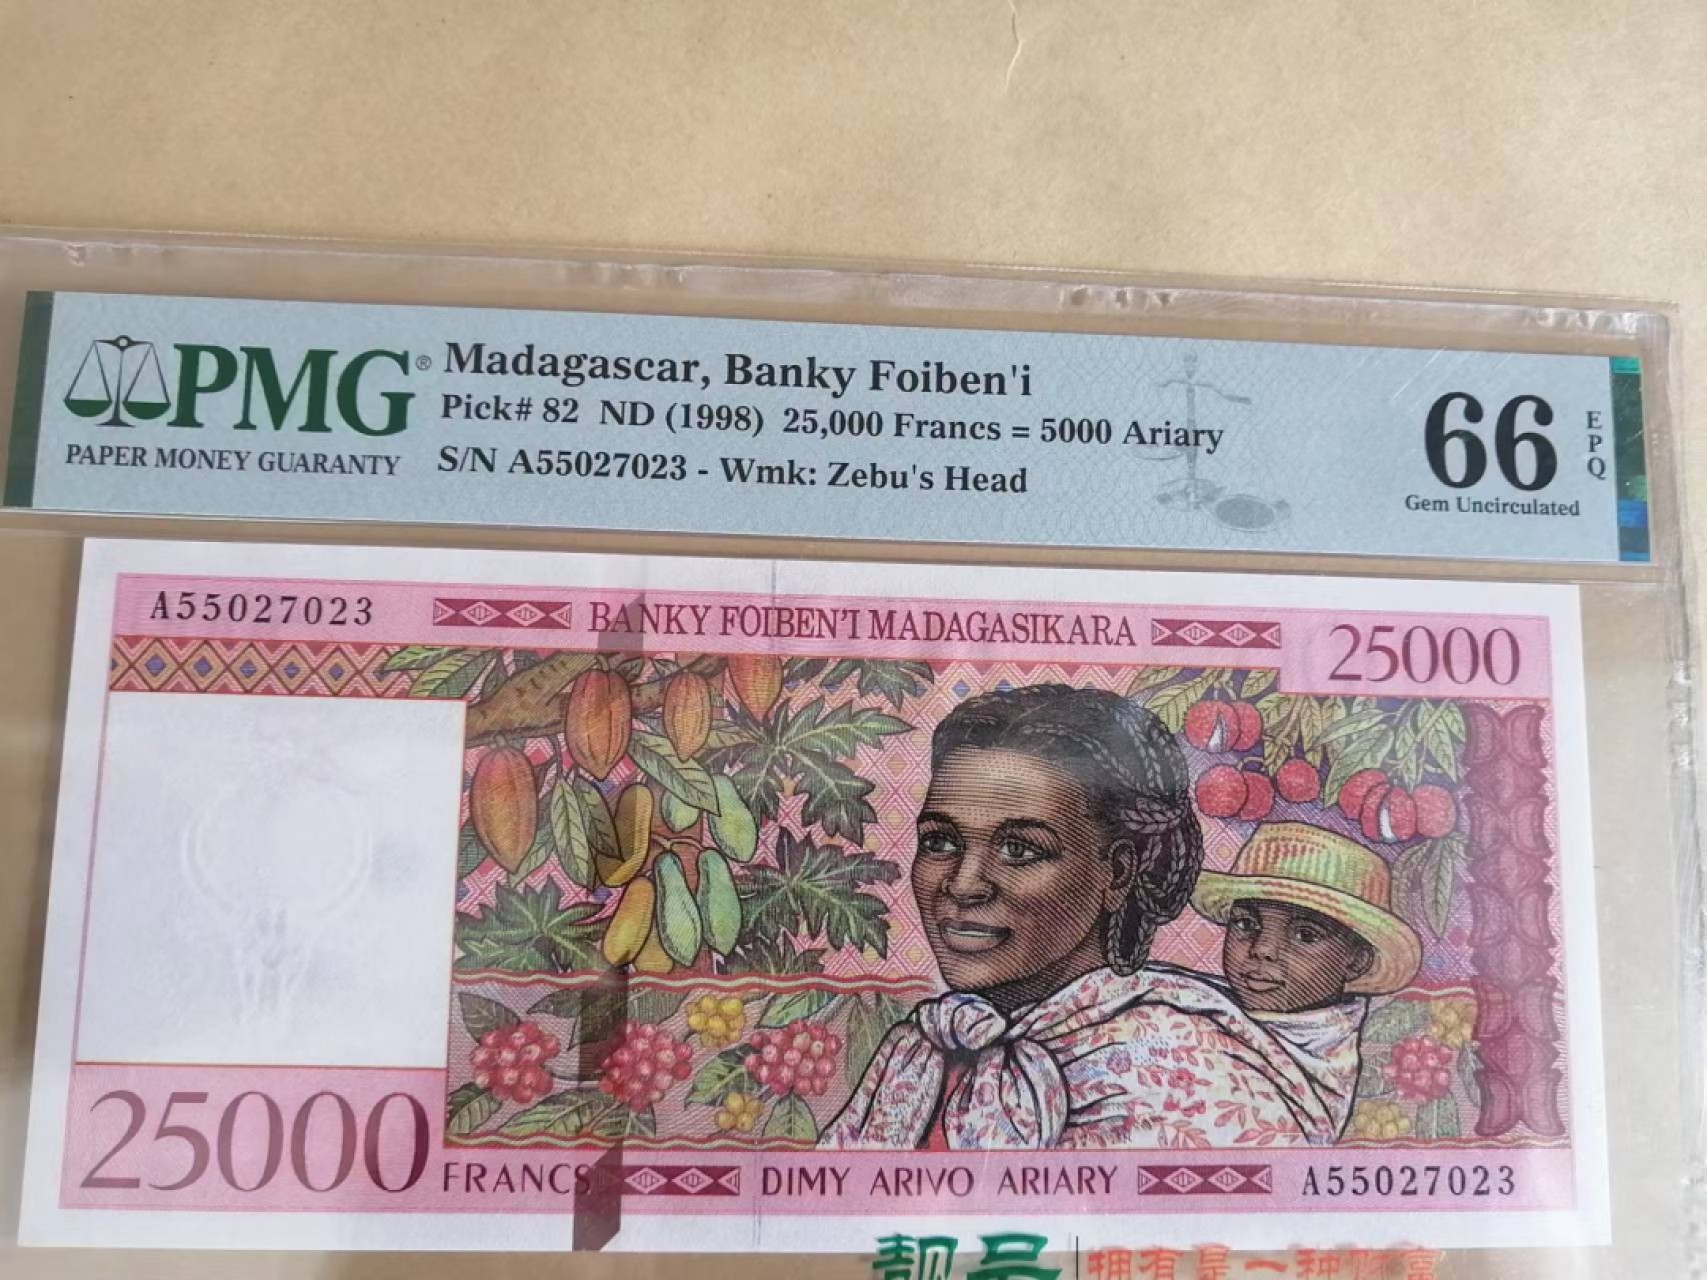 PMG®
PAPER MONEY GUARANTY
Madagascar, Banky Foiben'i
Pick# 82 ND (1998) 25,000 Francs = 5000 Ariary
S/N A55027023 - Wmk: Zebu's Head
66
EPQ
Gem Uncirculated
A55027023
BANKY FOIBEN'I MADAGASIKARA
25000
25000
FRANCS
DIMY ARIVO ARIARY
A55027023
靓号
拥有是一种财富